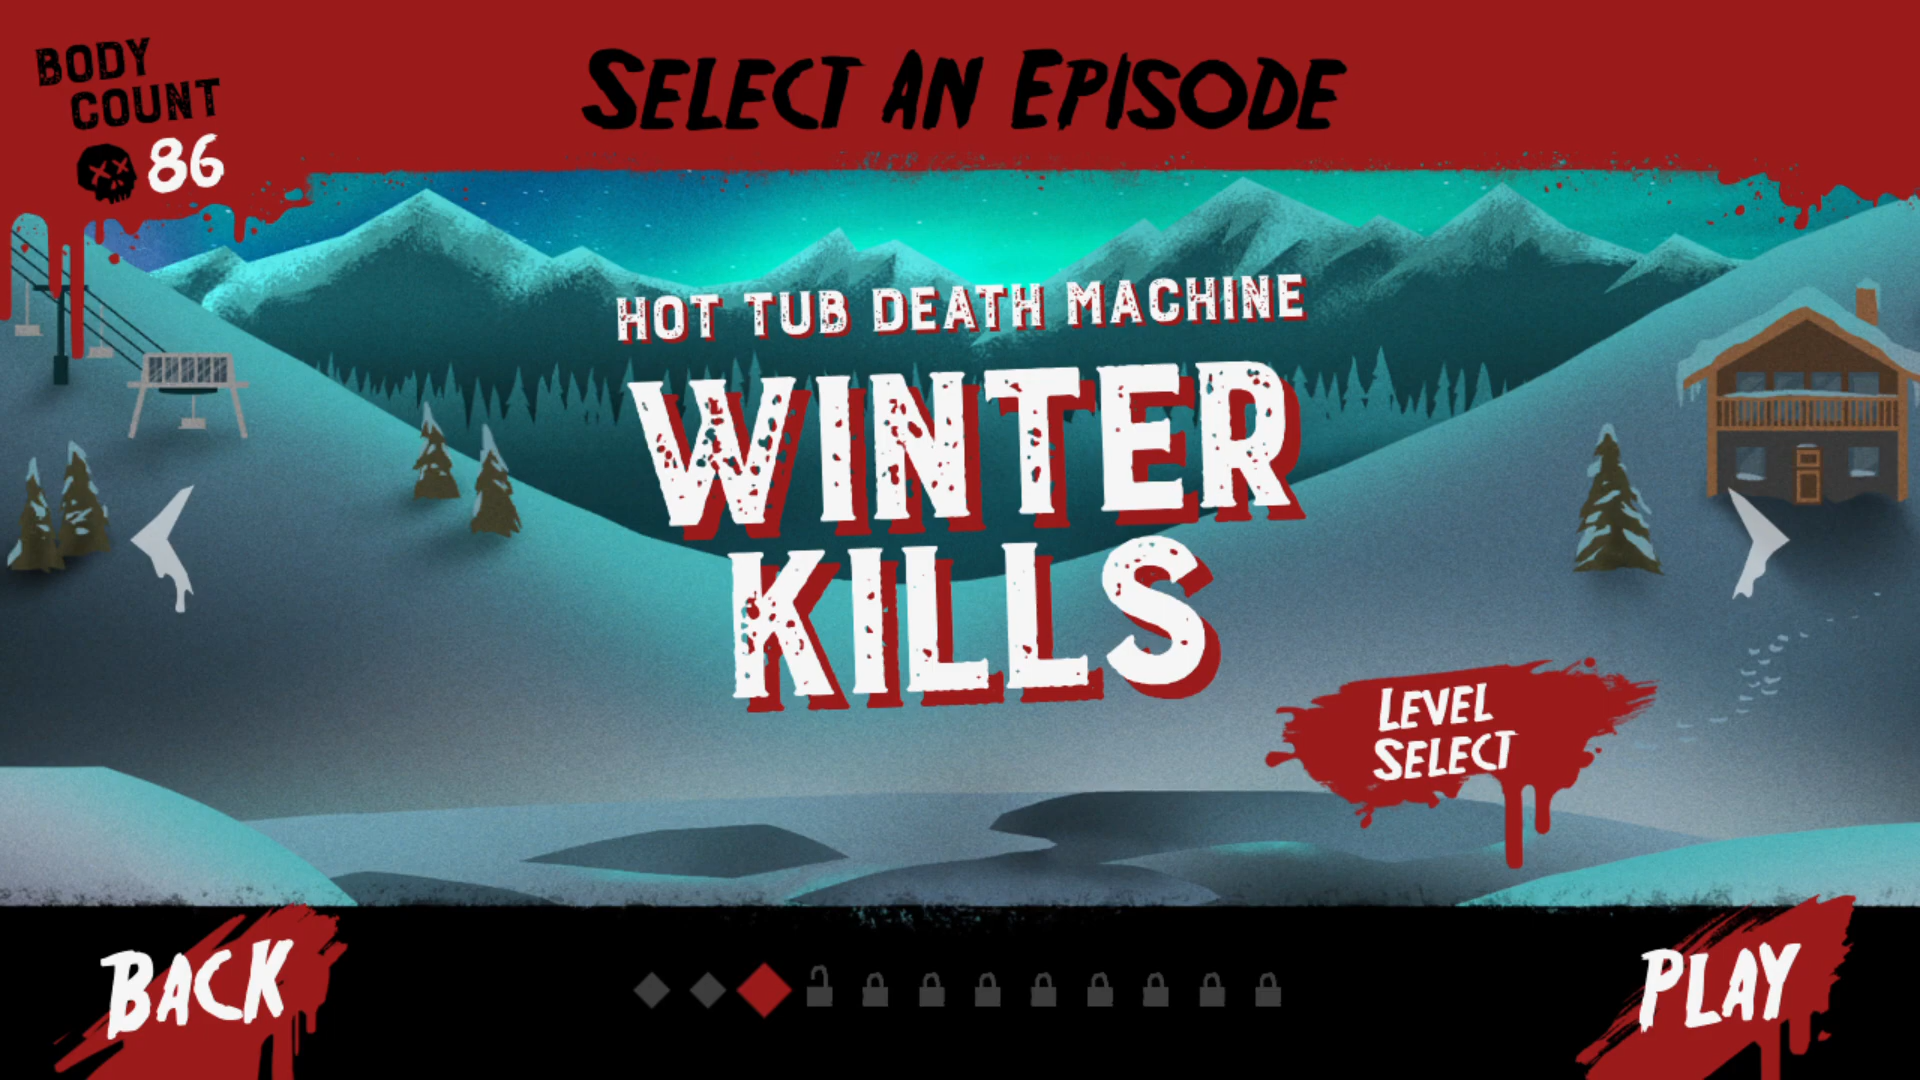 BODY
COUNT
86
SELECT AN EPISODE
HOT TUB DEATH MACHINE
WINTER
KILLS
LEVEL
SELECT
BACK
PLAY